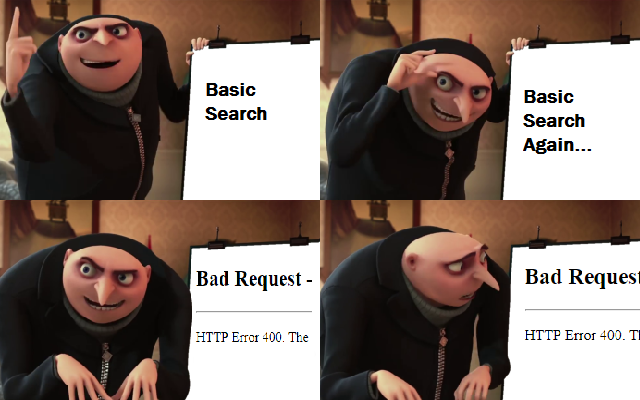 Basic
Search
Basic
Search
Again...
Bad Request -
HTTP Error 400. The
Bad Request
HTTP Error 400. Th